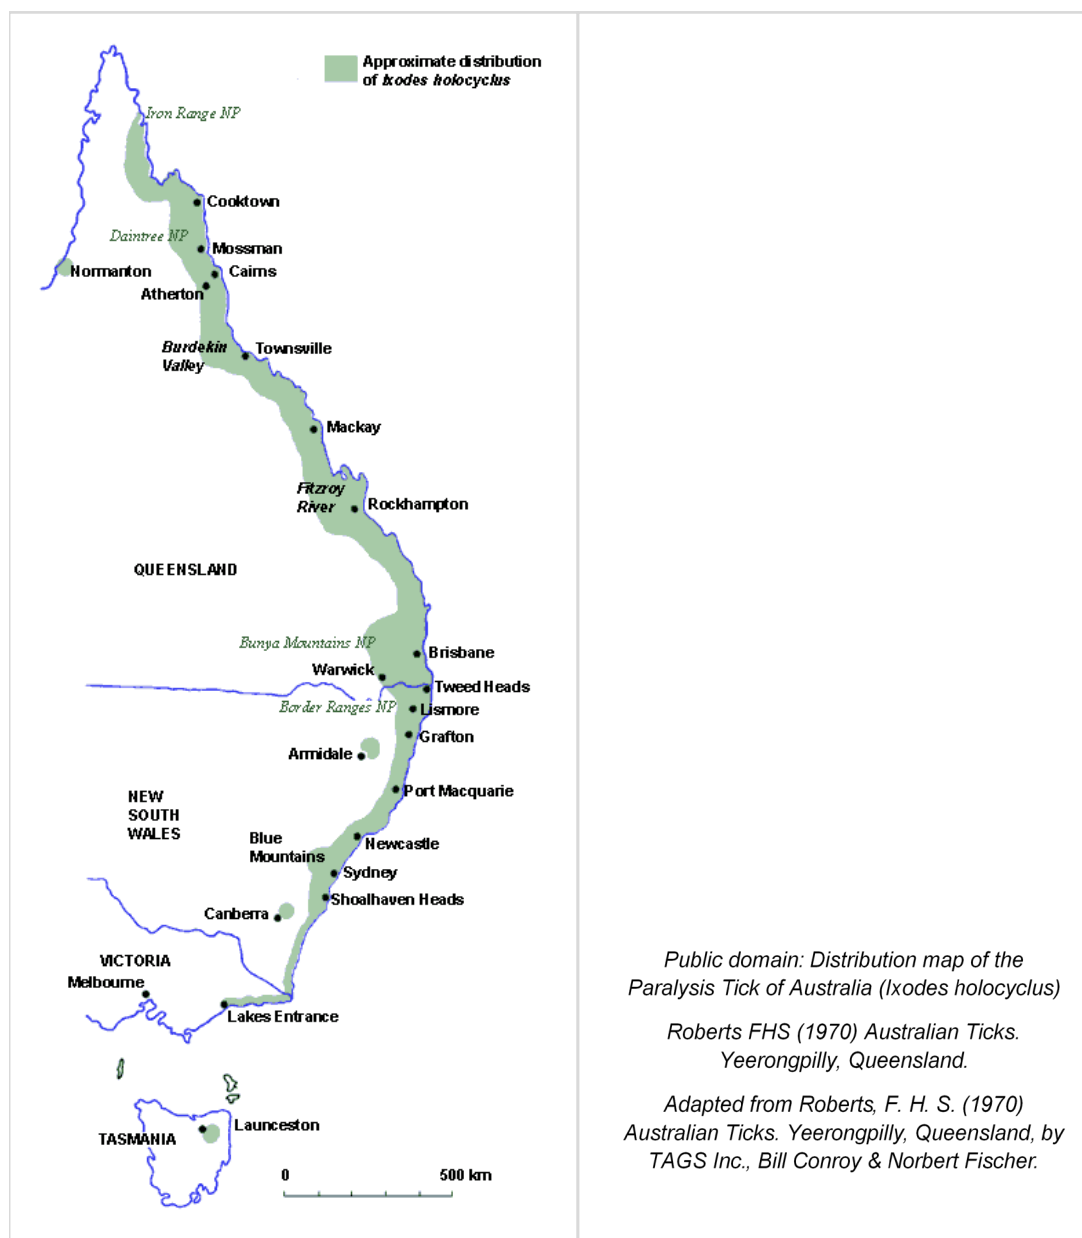 Approximate distribution
of Ixodes holocyclus
Iron Range NP
Cooktown
Daintree NP
Mossman
Normanton
Cairns
Atherton
Burdekin
Valley
Townsville
Mackay
Fitzroy
River
Rockhampton
QUEENSLAND
Bunya Mountains NP
Brisbane
Warwick
Tweed Heads
Border Ranges NP
Lismore
Grafton
Armidale
Port Macquarie
NEW
SOUTH
WALES
Blue
Mountains
Newcastle
Sydney
Shoalhaven Heads
Canberra
VICTORIA
Melbourne
Lakes Entrance
Launceston
TASMANIA
0 500 km
Public domain: Distribution map of the
Paralysis Tick of Australia (Ixodes holocyclus)
Roberts FHS (1970) Australian Ticks.
Yeerongpilly, Queensland.
Adapted from Roberts, F. H. S. (1970)
Australian Ticks. Yeerongpilly, Queensland, by
TAGS Inc., Bill Conroy & Norbert Fischer.